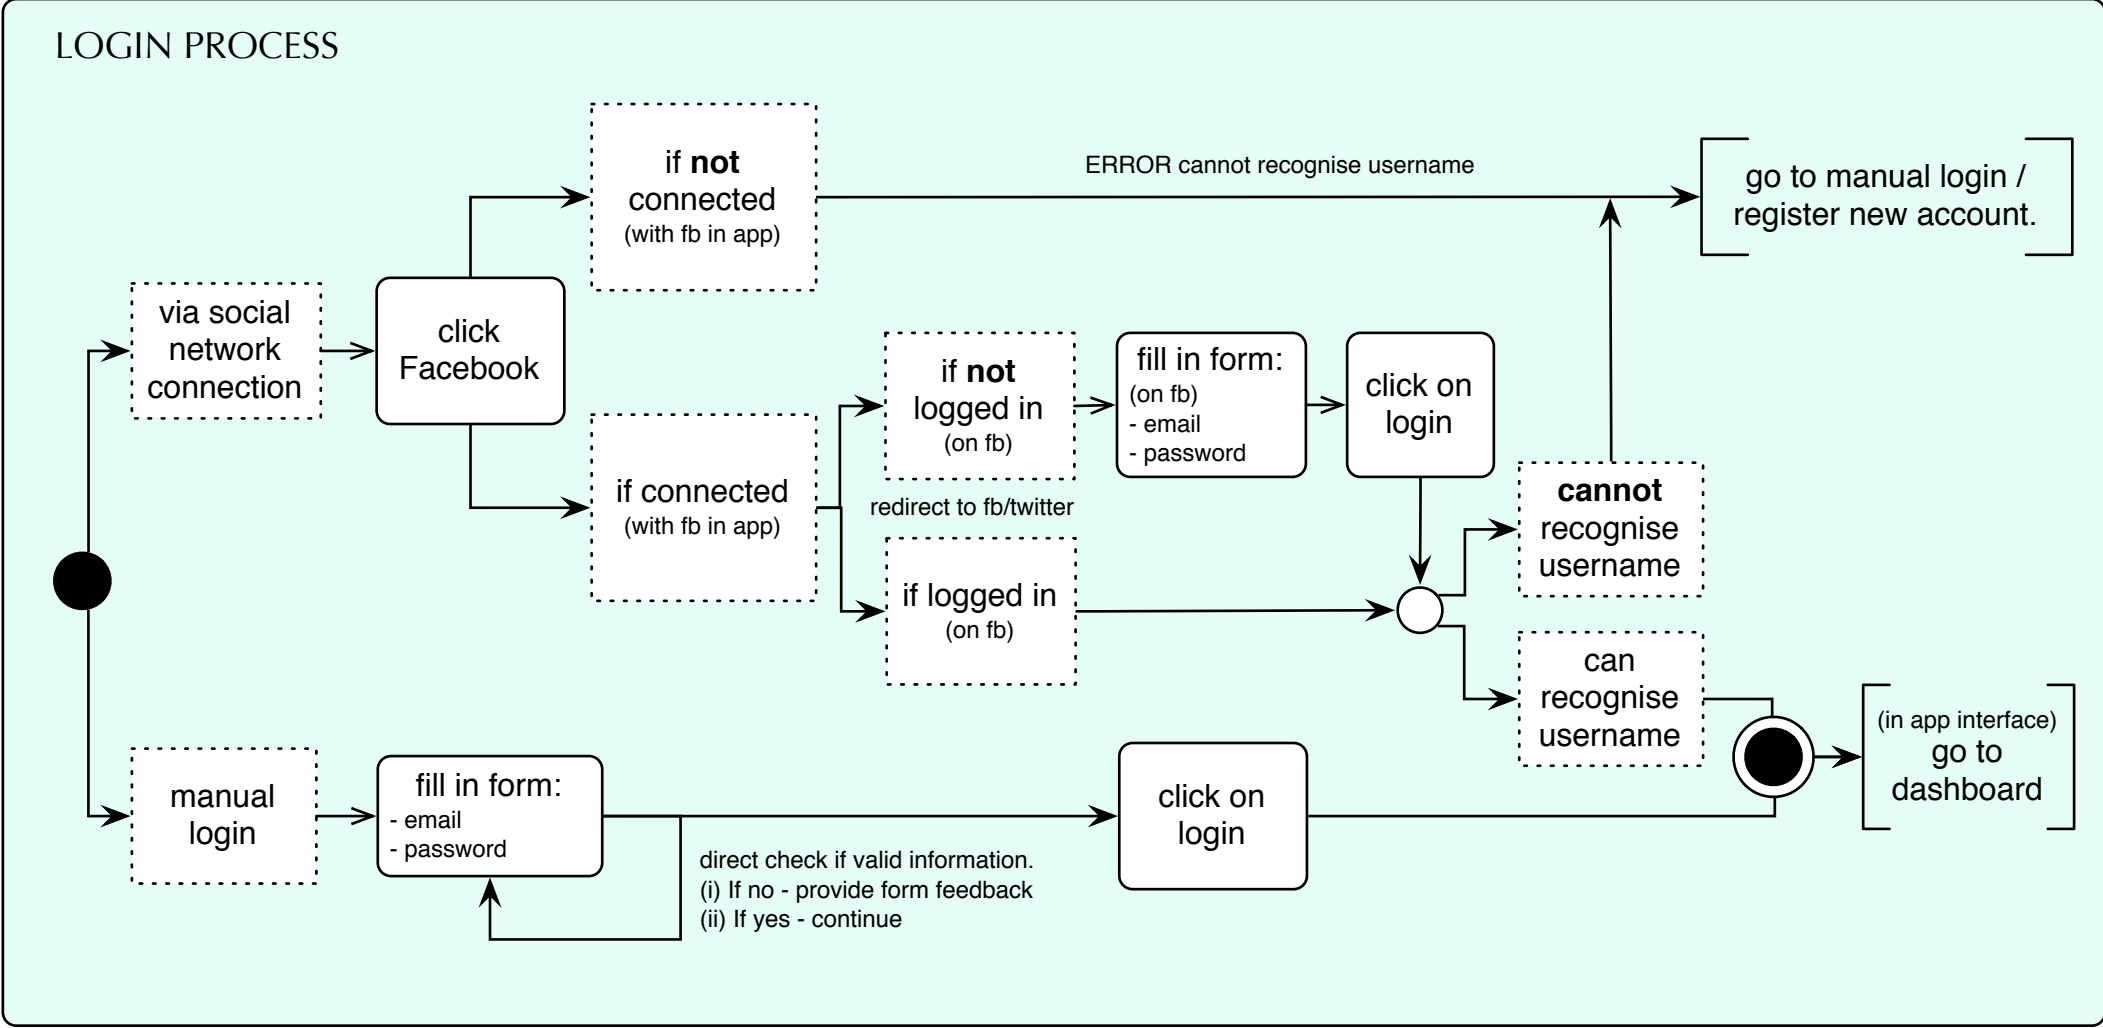 LOGIN PROCESS
if not
connected
(with fb in app)
ERROR cannot recognise username
go to manual login /
register new account.
via social
network
connection
click
Facebook
if connected
(with fb in app)
if not
logged in
(on fb)
redirect to fb/twitter
if logged in
(on fb)
fill in form:
(on fb)
- email
- password
click on
login
cannot
recognise
username
can
recognise
username
manual
login
fill in form:
- email
- password
direct check if valid information.
(i) If no - provide form feedback
(ii) If yes - continue
click on
login
(in app interface)
go to
dashboard